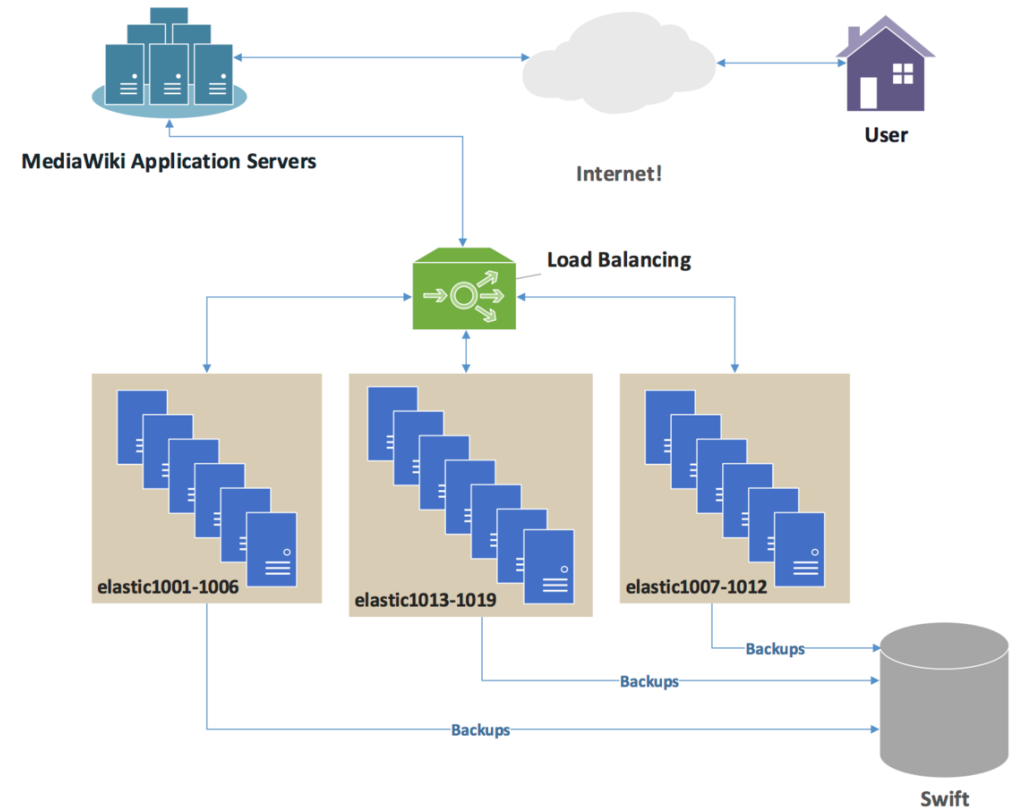 User
MediaWiki Application Servers
Internet!
Load Balancing
elastic1001-1006
elastic1013-1019
elastic1007-1012
Backups
Backups
Backups
Swift